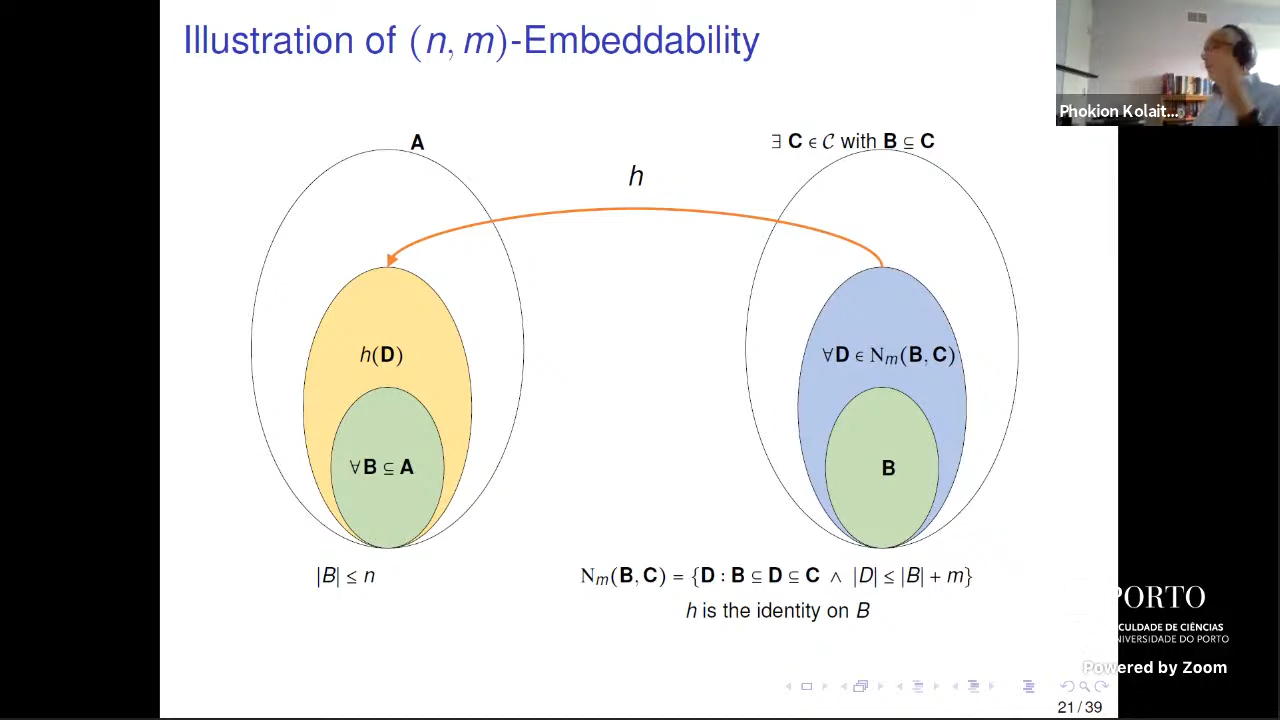 Illustration of (n, m)-Embeddability
Phokion Kolait...
A
∃ C ∈ 𝒞 with B ⊆ C
h
h(D)
∀D ∈ Nₘ(B, C)
∀B ⊆ A
B
|B| ≤ n
Nₘ(B, C) = {D : B ⊆ D ⊆ C ∧ |D| ≤ |B| + m}
h is the identity on B
PORTO
CULDADE DE CIÊNCIAS
NIVERSIDADE DO PORTO
Powered by Zoom
21 / 39